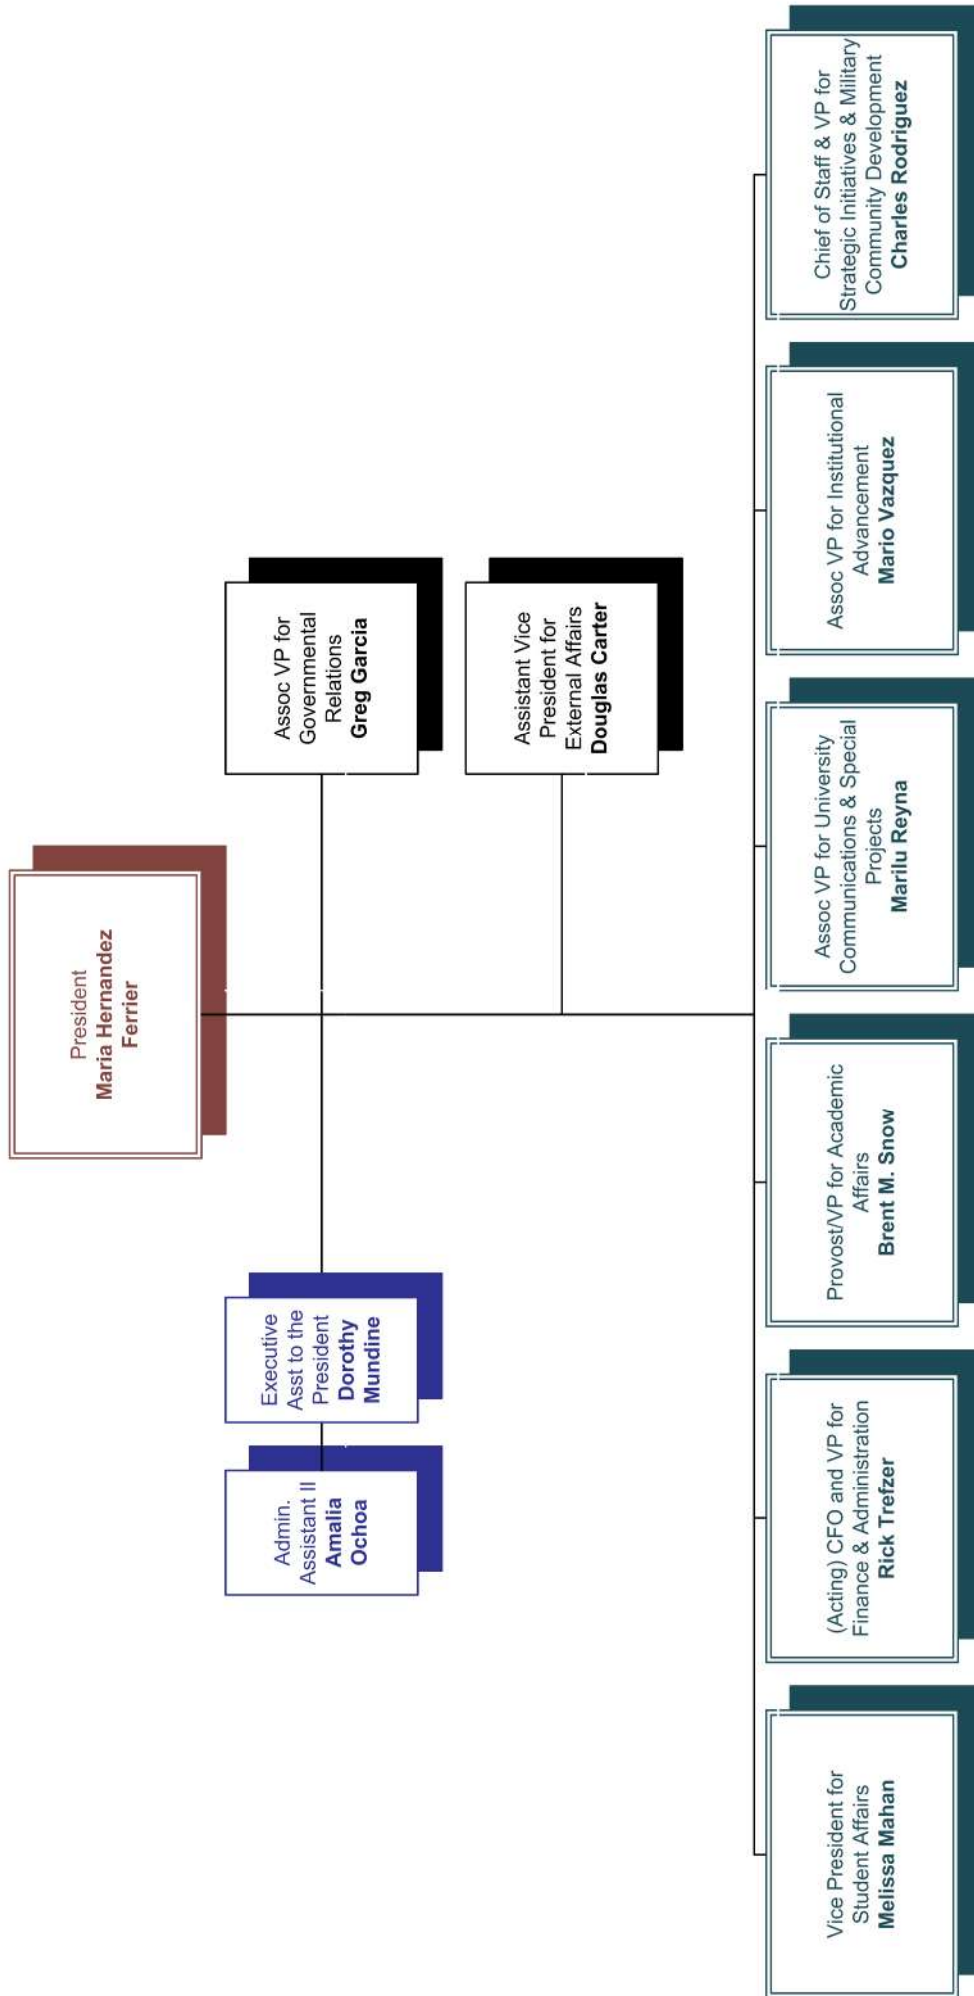 President
Maria Hernandez
Ferrier
Admin.
Assistant II
Amalia
Ochoa
Executive
Asst to the
President
Dorothy
Mundine
Assoc VP for
Governmental
Relations
Greg Garcia
Assistant Vice
President for
External Affairs
Douglas Carter
Vice President for
Student Affairs
Melissa Mahan
(Acting) CFO and VP for
Finance & Administration
Rick Trefzer
Provost/VP for Academic
Affairs
Brent M. Snow
Assoc VP for University
Communications & Special
Projects
Marilu Reyna
Assoc VP for Institutional
Advancement
Mario Vazquez
Chief of Staff & VP for
Strategic Initiatives & Military
Community Development
Charles Rodriguez